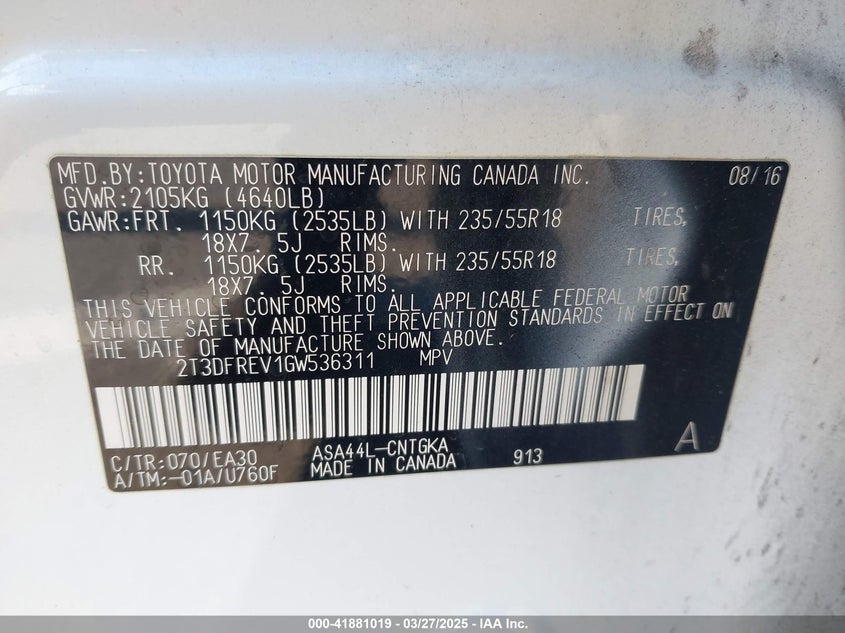 MFD.BY:TOYOTA MOTOR MANUFACTURING CANADA INC. 08/16
GVWR:2105KG (4640LB)
GAWR:FRT. 1150KG (2535LB) WITH 235/55R18 TIRES,
18X7. 5J RIMS.
RR. 1150KG (2535LB) WITH 235/55R18 TIRES,
18X7. 5J RIMS.
THIS VEHICLE CONFORMS TO ALL APPLICABLE FEDERAL MOTOR
VEHICLE SAFETY AND THEFT PREVENTION STANDARDS IN EFFECT ON
THE DATE OF MANUFACTURE SHOWN ABOVE.
2T3DFREV1GW536311 MPV
C/TR:070/EA30 ASA44L-CNTGKA A
A/TM:-01A/U760F MADE IN CANADA 913
000-41881019 | 03/27/2025 — IAA Inc.